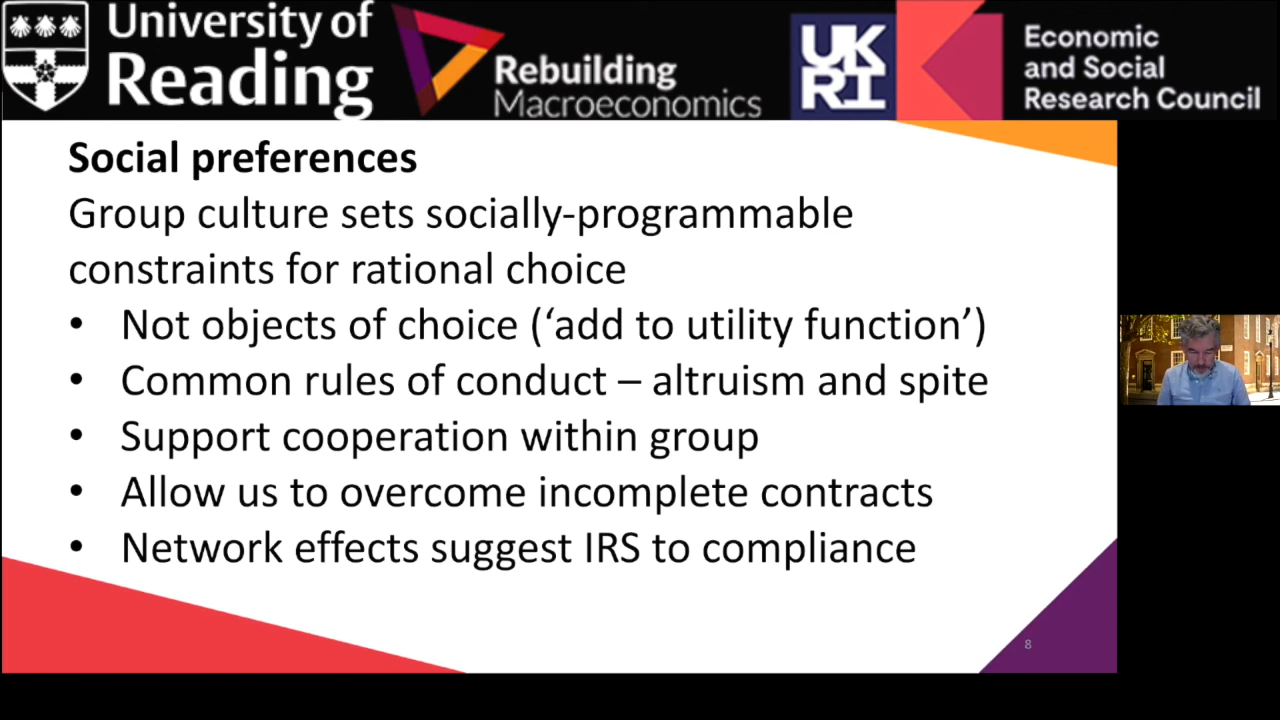 University of
Reading
Rebuilding
Macroeconomics
UK
RI
Economic
and Social
Research Council
Social preferences
Group culture sets socially-programmable
constraints for rational choice
• Not objects of choice (‘add to utility function’)
• Common rules of conduct – altruism and spite
• Support cooperation within group
• Allow us to overcome incomplete contracts
• Network effects suggest IRS to compliance
8